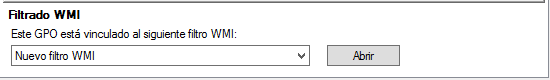 Filtrado WMI
Este GPO está vinculado al siguiente filtro WMI:
Nuevo filtro WMI Abrir